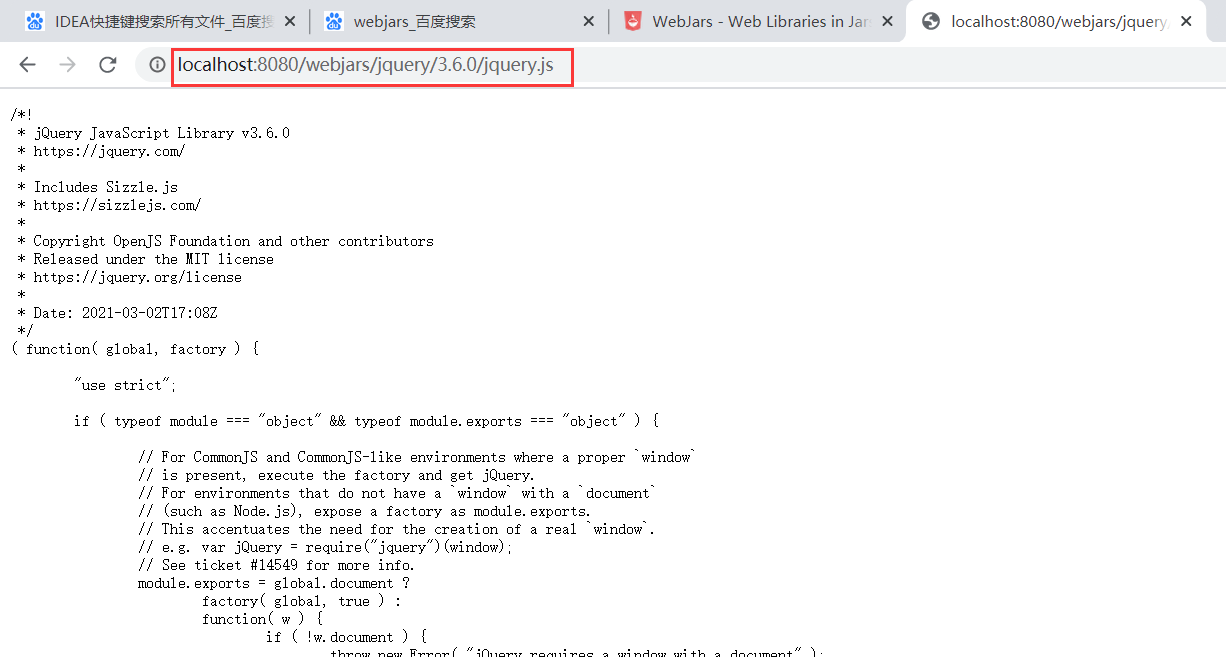 IDEA快捷键搜索所有文件_百度搜
webjars_百度搜索
WebJars - Web Libraries in Jar
localhost:8080/webjars/jquery/
localhost:8080/webjars/jquery/3.6.0/jquery.js
/*!
 * jQuery JavaScript Library v3.6.0
 * https://jquery.com/
 *
 * Includes Sizzle.js
 * https://sizzlejs.com/
 *
 * Copyright OpenJS Foundation and other contributors
 * Released under the MIT license
 * https://jquery.org/license
 *
 * Date: 2021-03-02T17:08Z
 */
( function( global, factory ) {
"use strict";
if ( typeof module === "object" && typeof module.exports === "object" ) {
// For CommonJS and CommonJS-like environments where a proper `window`
// is present, execute the factory and get jQuery.
// For environments that do not have a `window` with a `document`
// (such as Node.js), expose a factory as module.exports.
// This accentuates the need for the creation of a real `window`.
// e.g. var jQuery = require("jquery")(window);
// See ticket #14549 for more info.
module.exports = global.document ?
factory( global, true ) :
function( w ) {
if ( !w.document ) {
throw new Error( "jQuery requires a window with a document" );